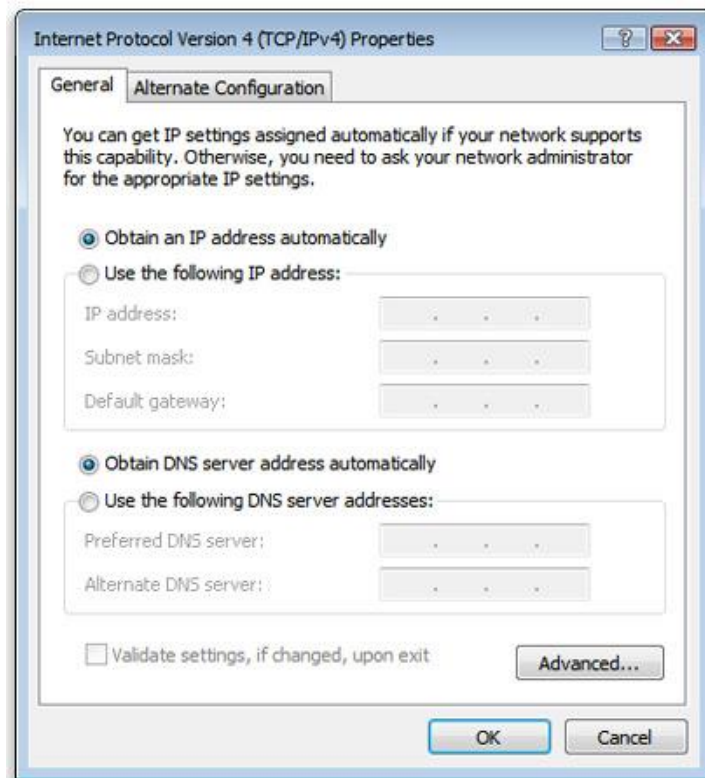 Internet Protocol Version 4 (TCP/IPv4) Properties
General
Alternate Configuration
You can get IP settings assigned automatically if your network supports
this capability. Otherwise, you need to ask your network administrator
for the appropriate IP settings.
Obtain an IP address automatically
Use the following IP address:
IP address:
Subnet mask:
Default gateway:
Obtain DNS server address automatically
Use the following DNS server addresses:
Preferred DNS server:
Alternate DNS server:
Validate settings, if changed, upon exit
Advanced...
OK
Cancel